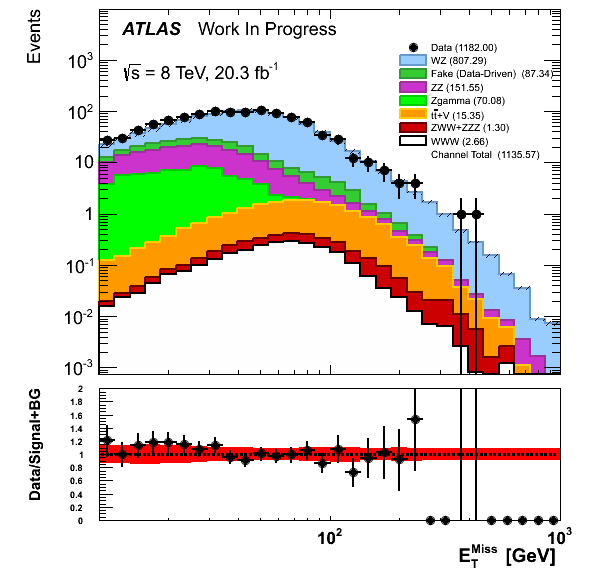 Events
ATLAS Work In Progress
√s = 8 TeV, 20.3 fb⁻¹
Data (1182.00)
WZ (807.29)
Fake (Data-Driven) (87.34)
ZZ (151.55)
Zgamma (70.08)
tt̄+V (15.35)
ZWW+ZZZ (1.30)
WWW (2.66)
Channel Total (1135.57)
10³
10²
10
1
10⁻¹
10⁻²
10⁻³
Data/Signal+BG
2
1.8
1.6
1.4
1.2
1
0.8
0.6
0.4
0.2
0
10²
10³
E_T^Miss [GeV]